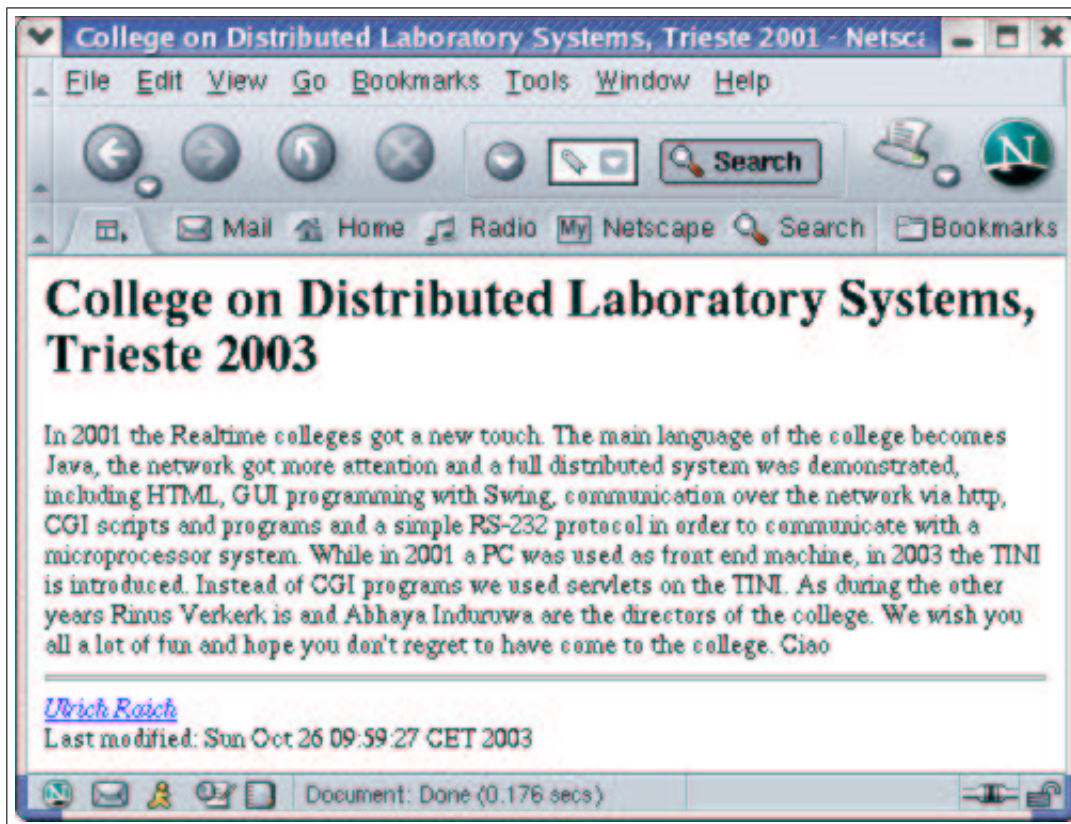 College on Distributed Laboratory Systems, Trieste 2001 - Netsca
File Edit View Go Bookmarks Tools Window Help
N
Search
Mail Home Radio My Netscape Search Bookmarks
College on Distributed Laboratory Systems,
Trieste 2003
In 2001 the Realtime colleges got a new touch. The main language of the college becomes
Java, the network got more attention and a full distributed system was demonstrated,
including HTML, GUI programming with Swing, communication over the network via http,
CGI scripts and programs and a simple RS-232 protocol in order to communicate with a
microprocessor system. While in 2001 a PC was used as front end machine, in 2003 the TINI
is introduced. Instead of CGI programs we used servlets on the TINI. As during the other
years Rinus Verkerk is and Abhaya Induruwa are the directors of the college. We wish you
all a lot of fun and hope you don't regret to have come to the college. Ciao
Ulrich Raich
Last modified: Sun Oct 26 09:59:27 CET 2003
N Document: Done (0.176 secs)